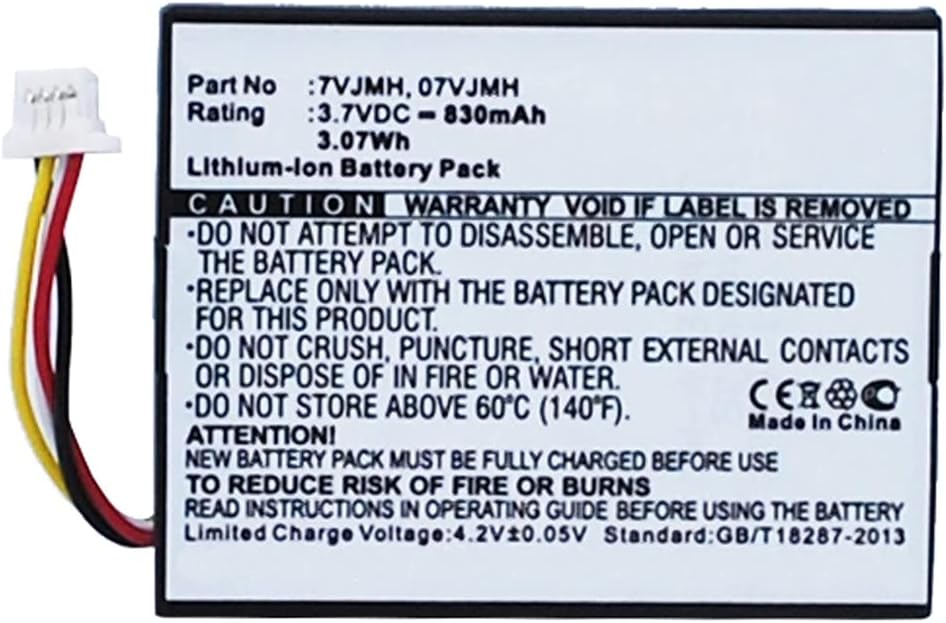 Part No :7VJMH, 07VJMH
Rating :3.7VDC ⎓ 830mAh
3.07Wh
Lithium-Ion Battery Pack
CAUTION WARRANTY VOID IF LABEL IS REMOVED
·DO NOT ATTEMPT TO DISASSEMBLE, OPEN OR SERVICE
THE BATTERY PACK.
·REPLACE ONLY WITH THE BATTERY PACK DESIGNATED
FOR THIS PRODUCT.
·DO NOT CRUSH, PUNCTURE, SHORT EXTERNAL CONTACTS
OR DISPOSE OF IN FIRE OR WATER.
·DO NOT STORE ABOVE 60°C (140°F).
CE
Made In China
ATTENTION!
NEW BATTERY PACK MUST BE FULLY CHARGED BEFORE USE
TO REDUCE RISK OF FIRE OR BURNS
READ INSTRUCTIONS IN OPERATING GUIDE BEFORE USING THE BATTERY
Limited Charge Voltage:4.2V±0.05V Standard:GB/T18287-2013